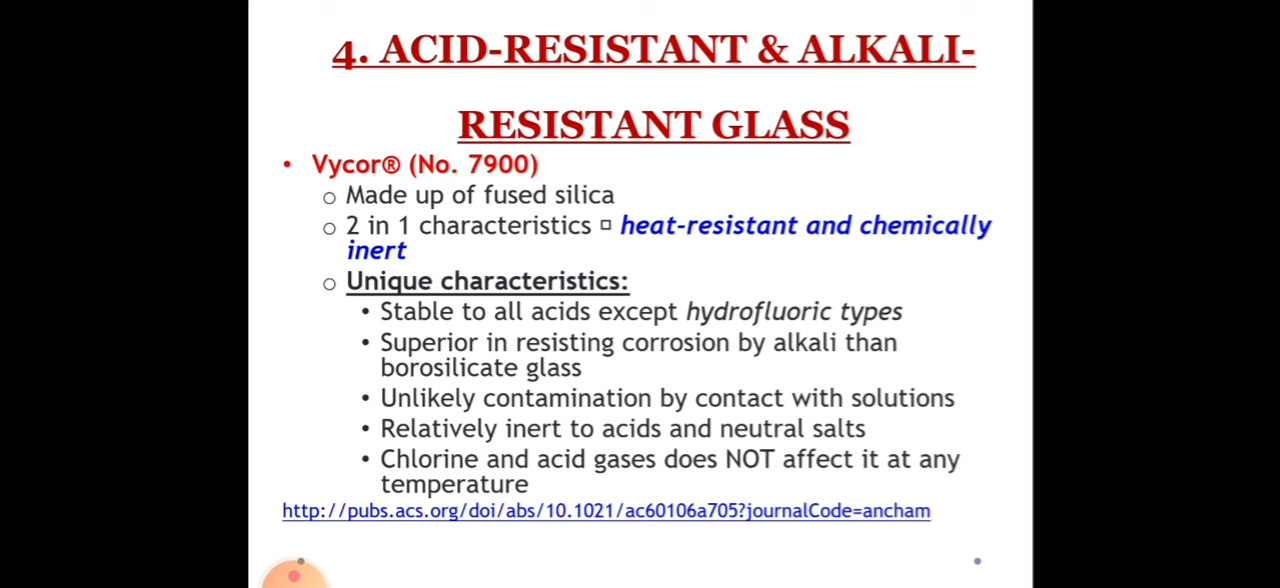 4. ACID-RESISTANT & ALKALI-
RESISTANT GLASS
• Vycor® (No. 7900)
o Made up of fused silica
o 2 in 1 characteristics □ heat-resistant and chemically
inert
o Unique characteristics:
• Stable to all acids except hydrofluoric types
• Superior in resisting corrosion by alkali than
borosilicate glass
• Unlikely contamination by contact with solutions
• Relatively inert to acids and neutral salts
• Chlorine and acid gases does NOT affect it at any
temperature
http://pubs.acs.org/doi/abs/10.1021/ac60106a705?journalCode=ancham